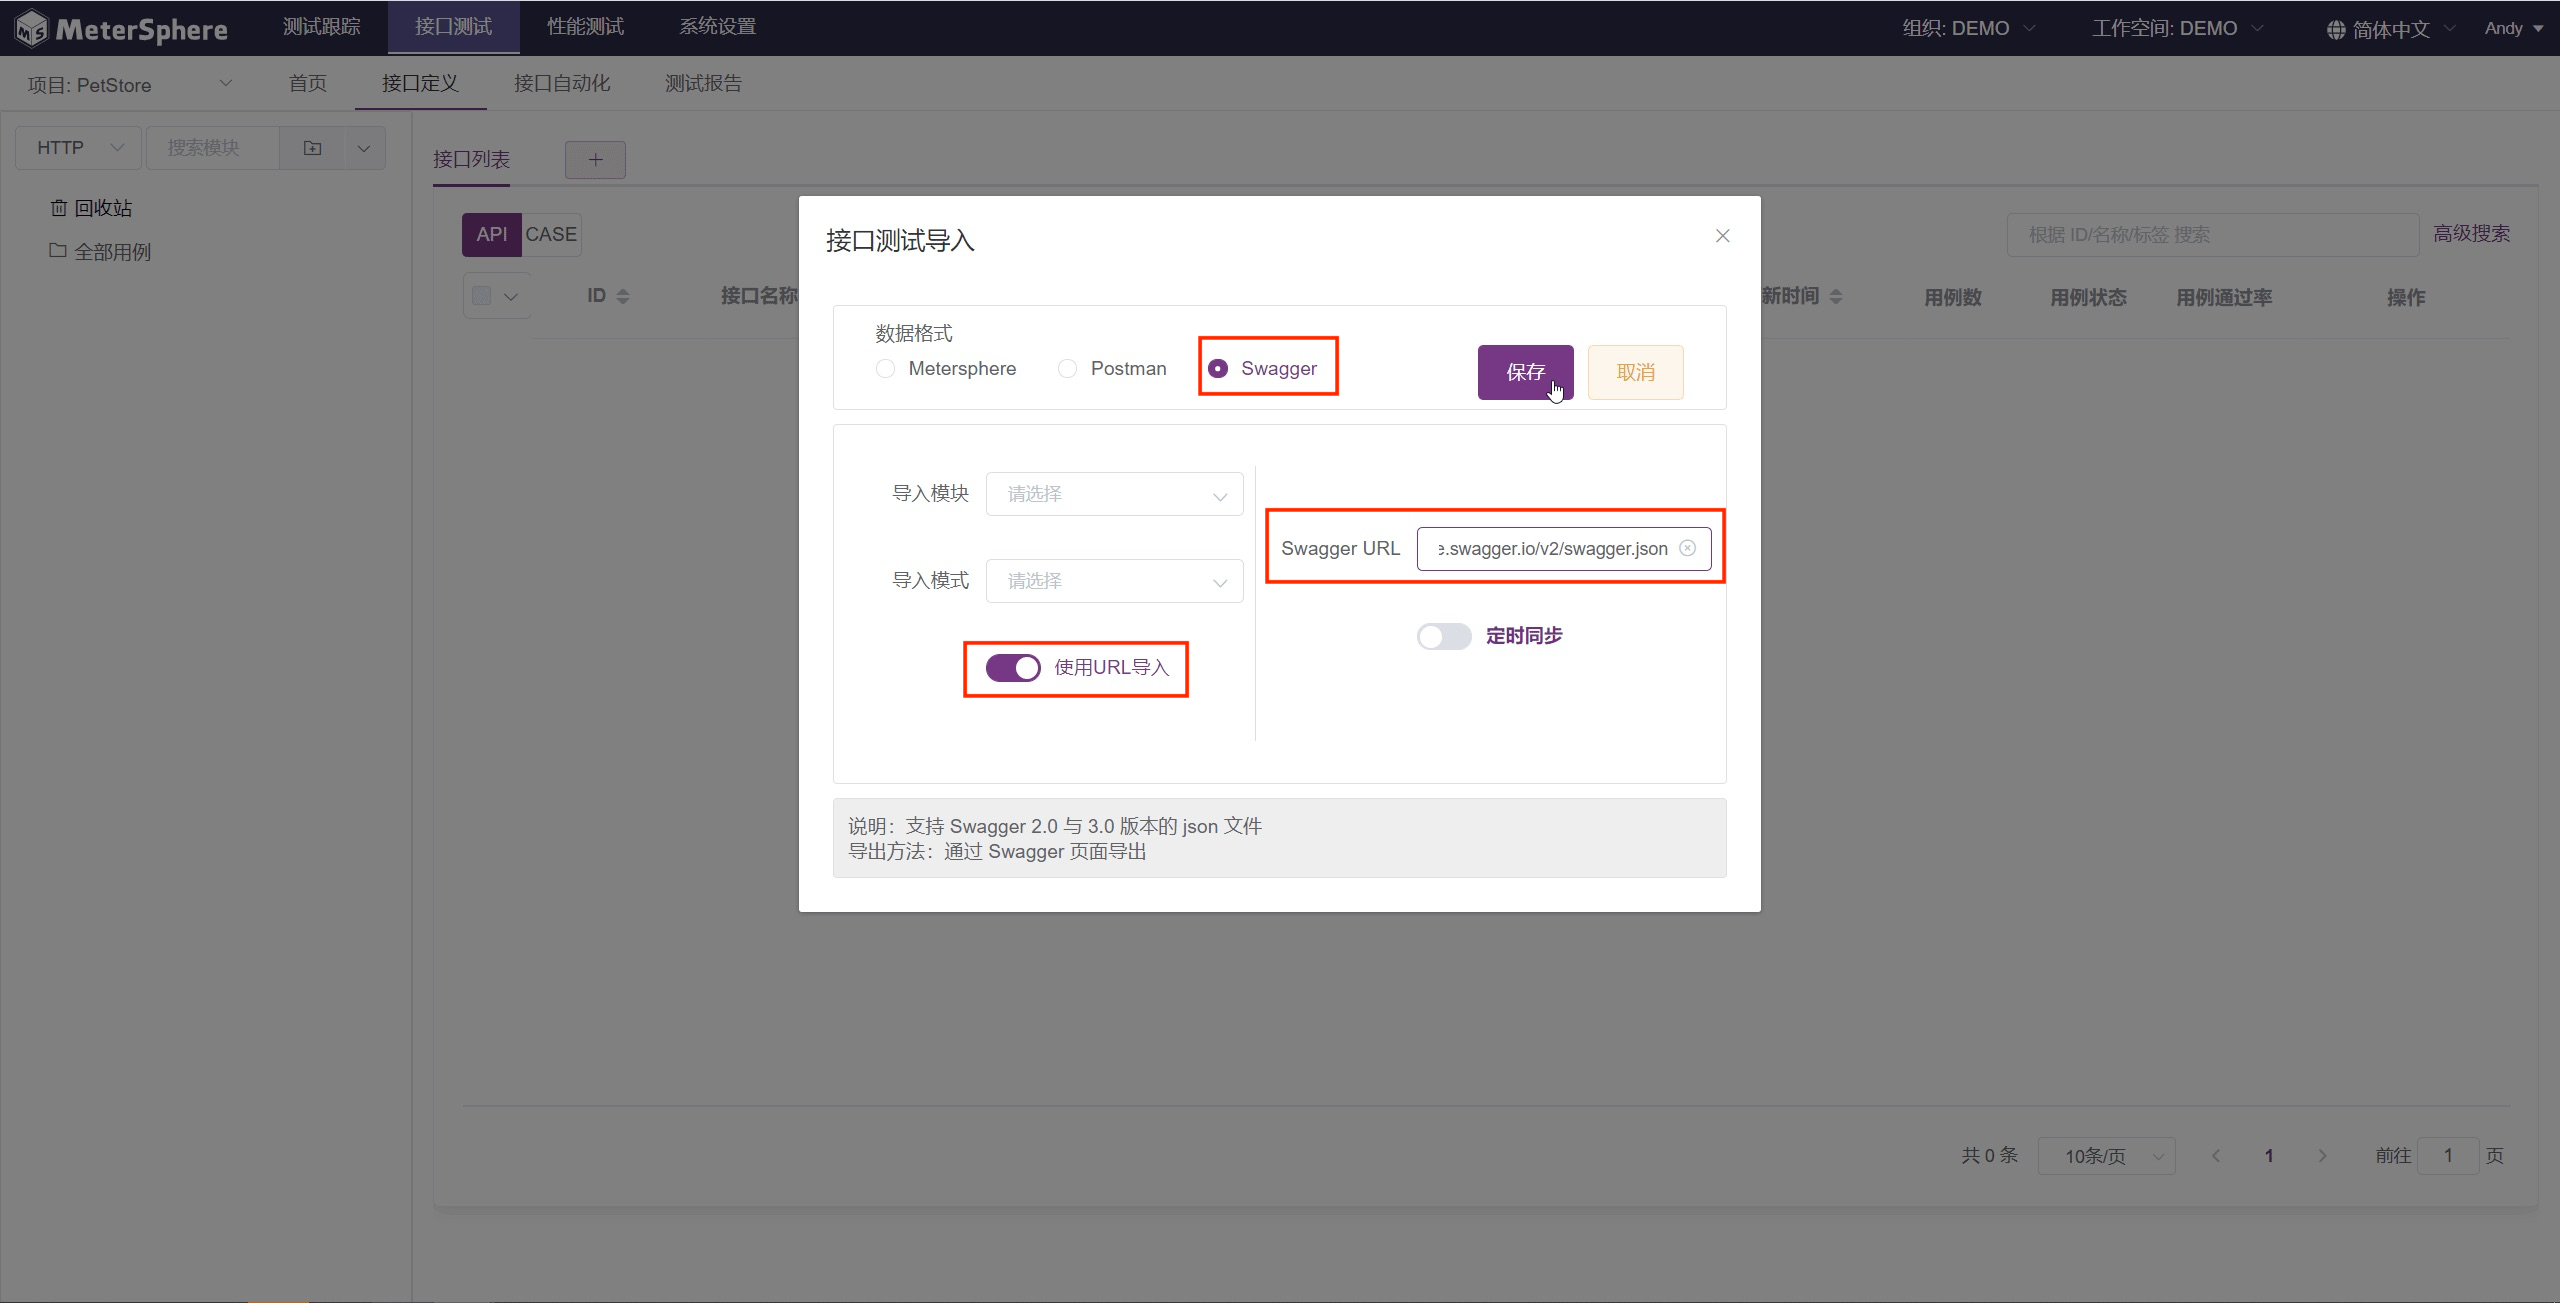 MeterSphere 测试跟踪 接口测试 性能测试 系统设置 组织: DEMO 工作空间: DEMO 简体中文 Andy
项目: PetStore 首页 接口定义 接口自动化 测试报告
HTTP 搜索模块
回收站
全部用例
接口列表 +
API CASE
根据 ID/名称/标签 搜索 高级搜索
ID 接口名称 新时间 用例数 用例状态 用例通过率 操作
接口测试导入
数据格式
Metersphere Postman Swagger 保存 取消
导入模块 请选择
Swagger URL e.swagger.io/v2/swagger.json
导入模式 请选择
定时同步
使用URL导入
说明：支持 Swagger 2.0 与 3.0 版本的 json 文件
导出方法：通过 Swagger 页面导出
共 0 条 10条/页 1 前往 1 页